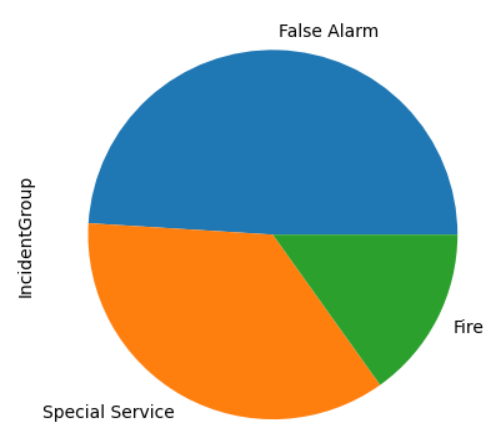 False Alarm
IncidentGroup
Fire
Special Service